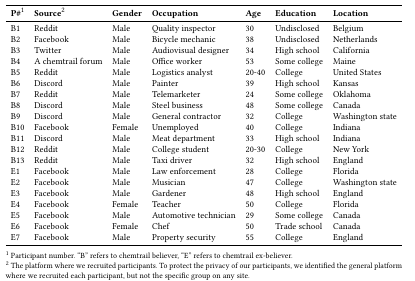 P#¹ Source² Gender Occupation Age Education Location
B1 Reddit Male Quality inspector 30 Undisclosed Belgium
B2 Facebook Male Bicycle mechanic 38 Undisclosed Netherlands
B3 Twitter Male Audiovisual designer 34 High school California
B4 A chemtrail forum Male Office worker 53 Some college Maine
B5 Reddit Male Logistics analyst 20-40 College United States
B6 Discord Male Painter 39 High school Kansas
B7 Reddit Male Telemarketer 24 Some college Oklahoma
B8 Discord Male Steel business 48 Some college Canada
B9 Discord Male General contractor 32 College Washington state
B10 Facebook Female Unemployed 40 College Indiana
B11 Discord Male Meat department 33 High school Indiana
B12 Reddit Male College student 20-30 College New York
B13 Reddit Male Taxi driver 32 High school England
E1 Facebook Male Law enforcement 28 College Florida
E2 Facebook Male Musician 47 College Washington state
E3 Facebook Male Gardener 48 High school England
E4 Facebook Female Teacher 50 College Florida
E5 Facebook Male Automotive technician 29 Some college Canada
E6 Facebook Female Chef 50 Trade school Canada
E7 Facebook Male Property security 55 College England
¹ Participant number. "B" refers to chemtrail believer, "E" refers to chemtrail ex-believer.
² The platform where we recruited participants. To protect the privacy of our participants, we identified the general platform
where we recruited each participant, but not the specific group on any site.